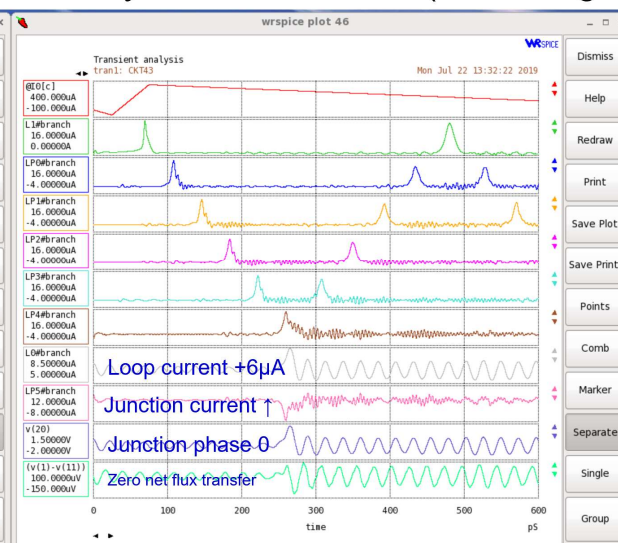 wrspice plot 46
WRSPICE
Transient analysis
tran1: CKT43 Mon Jul 22 13:32:22 2019
@I0[c]
400.000uA
-100.000uA
L1#branch
16.0000uA
0.00000A
LP0#branch
16.0000uA
-4.00000uA
LP1#branch
16.0000uA
-4.00000uA
LP2#branch
16.0000uA
-4.00000uA
LP3#branch
16.0000uA
-4.00000uA
LP4#branch
16.0000uA
-4.00000uA
L0#branch
8.50000uA
5.00000uA
Loop current +6μA
LP5#branch
12.0000uA
-8.00000uA
Junction current ↑
v(20)
1.50000V
-2.00000V
Junction phase 0
(v(1)-v(11))
100.000uV
-150.000uV
Zero net flux transfer
0 100 200 300 400 500 600
time pS
Dismiss
Help
Redraw
Print
Save Plot
Save Print
Points
Comb
Marker
Separate
Single
Group